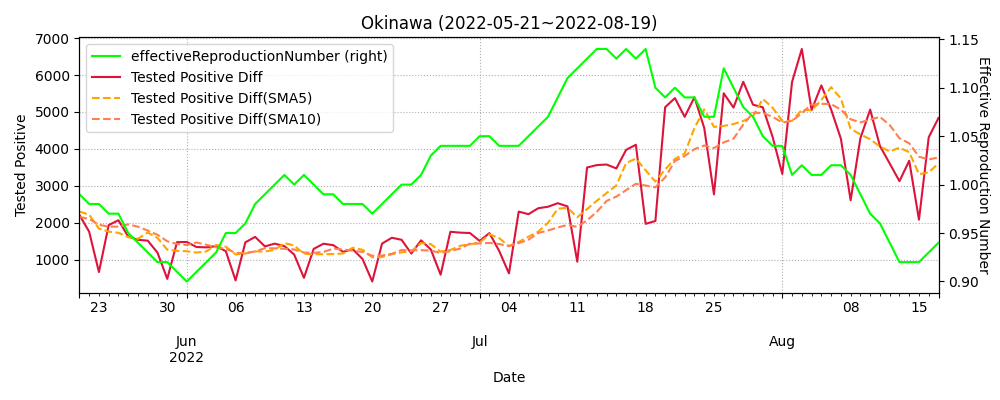 Okinawa (2022-05-21~2022-08-19)
effectiveReproductionNumber (right)
Tested Positive Diff
Tested Positive Diff(SMA5)
Tested Positive Diff(SMA10)
Tested Positive
7000
6000
5000
4000
3000
2000
1000
Effective Reproduction Number
1.15
1.10
1.05
1.00
0.95
0.90
23 30 06 13 20 27 04 11 18 25 08 15
Jun Jul Aug
2022
Date